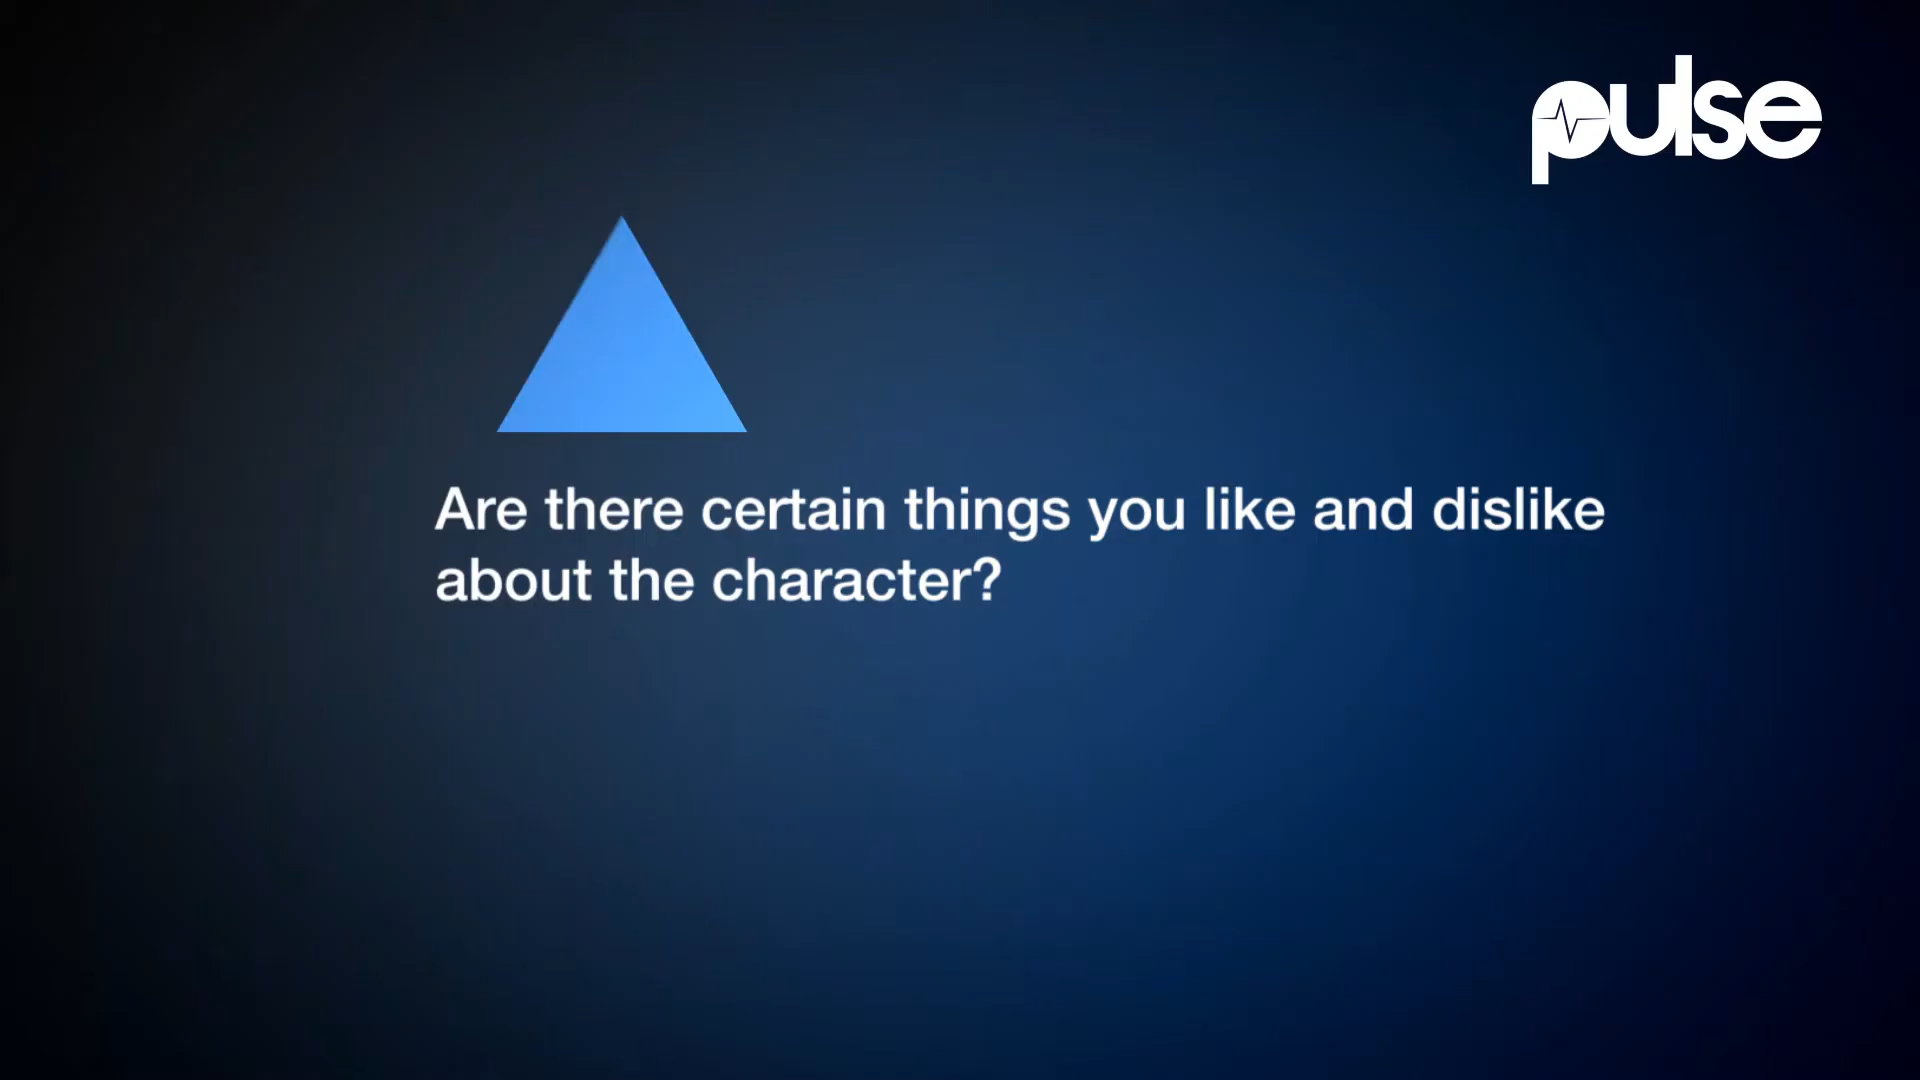 pulse
Are there certain things you like and dislike
about the character?